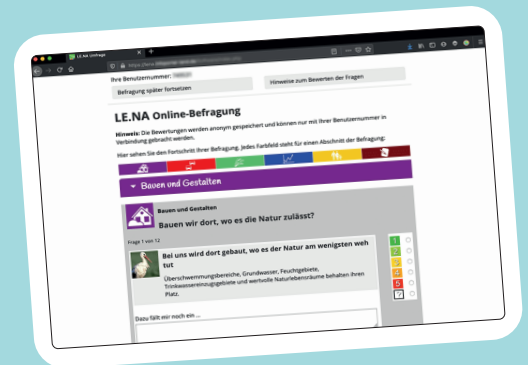 LE.NA Umfrage
Ihre Benutzernummer:
Befragung später fortsetzen
Hinweise zum Bewerten der Fragen
LE.NA Online-Befragung
Hinweis: Die Bewertungen werden anonym gespeichert und können nur mit Ihrer Benutzernummer in
Verbindung gebracht werden.
Hier sehen Sie den Fortschritt Ihrer Befragung. Jedes Farbfeld steht für einen Abschnitt der Befragung:
Bauen und Gestalten
Bauen und Gestalten
Bauen wir dort, wo es die Natur zulässt?
Frage 1 von 12
Bei uns wird dort gebaut, wo es der Natur am wenigsten weh
tut
Überschwemmungsbereiche, Grundwasser, Feuchtgebiete,
Trinkwassereinzugsgebiete und wertvolle Naturlebensräume behalten ihren
Platz.
1
2
3
4
5
?
Dazu fällt mir noch ein ...